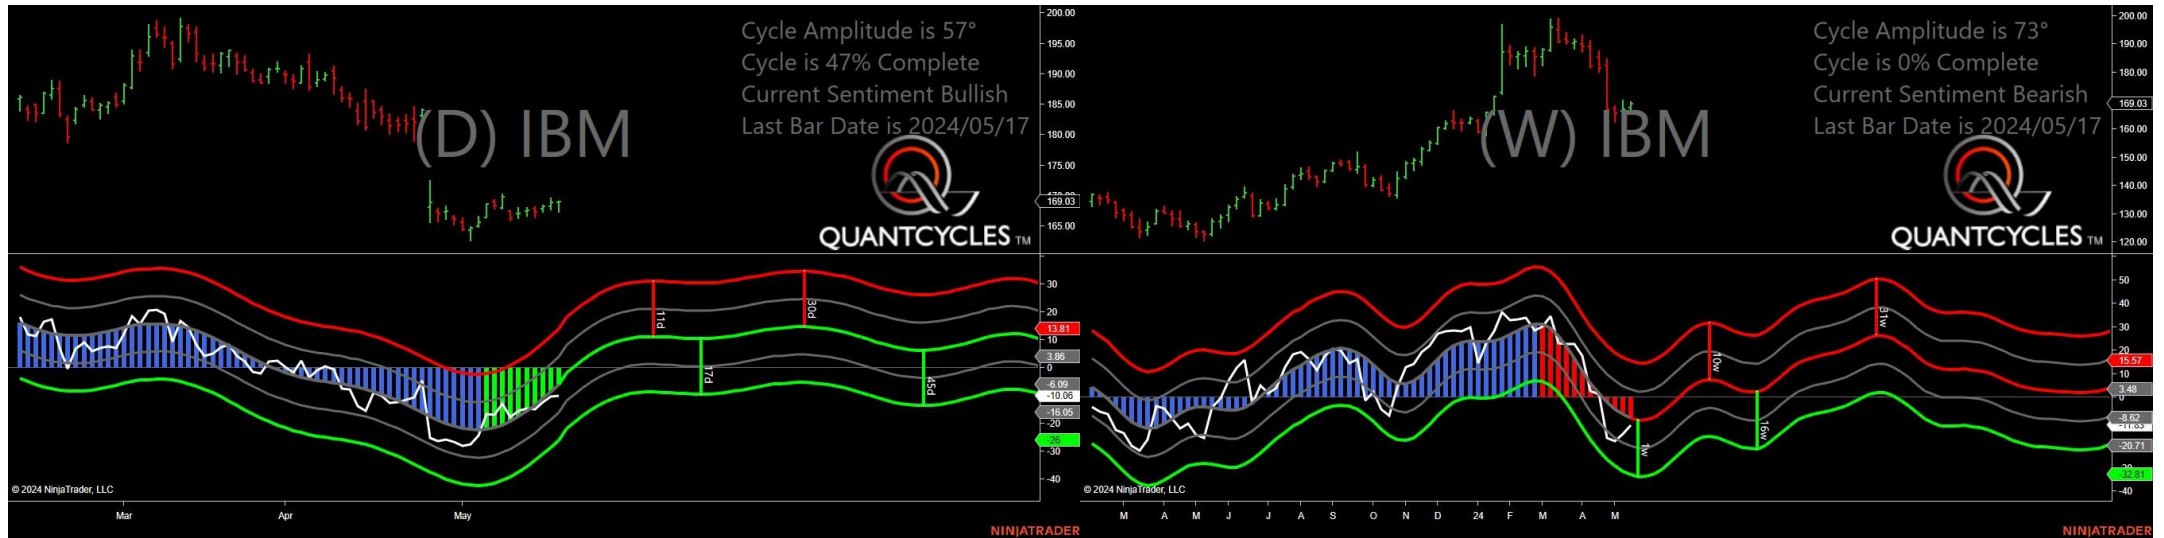 Cycle Amplitude is 57°
Cycle is 47% Complete
Current Sentiment Bullish
Last Bar Date is 2024/05/17
(D) IBM
QUANTCYCLES TM
200.00
195.00
190.00
185.00
180.00
175.00
169.03
165.00
30
20
13.81
10
3.86
0
-6.09
-10.06
-16.05
-20
-26
-30
-40
11d
17d
30d
45d
© 2024 NinjaTrader, LLC
Mar Apr May
NINJATRADER
Cycle Amplitude is 73°
Cycle is 0% Complete
Current Sentiment Bearish
Last Bar Date is 2024/05/17
(W) IBM
QUANTCYCLES TM
200.00
190.00
180.00
169.03
160.00
150.00
140.00
130.00
120.00
50
40
30
20
15.57
10
3.48
0
-8.62
-11.83
-20.71
-32.81
-40
1w
10w
16w
31w
© 2024 NinjaTrader, LLC
M A M J J A S O N D 24 F M A M
NINJATRADER